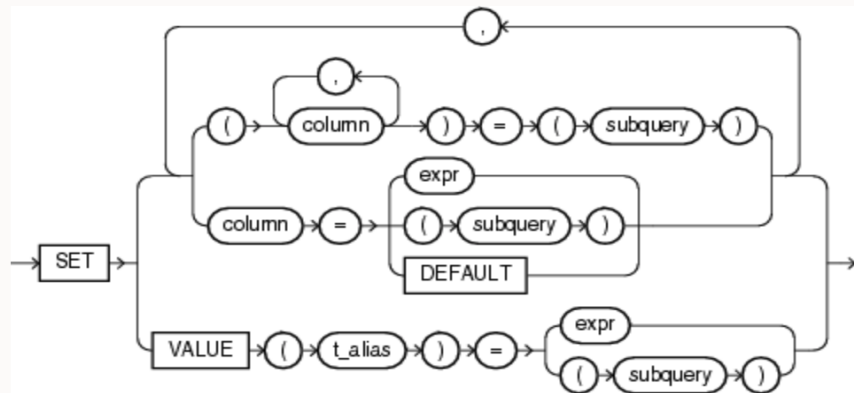 ,
,
( column ) = ( subquery )
expr
column = ( subquery )
SET DEFAULT
expr
VALUE ( t_alias ) =
( subquery )